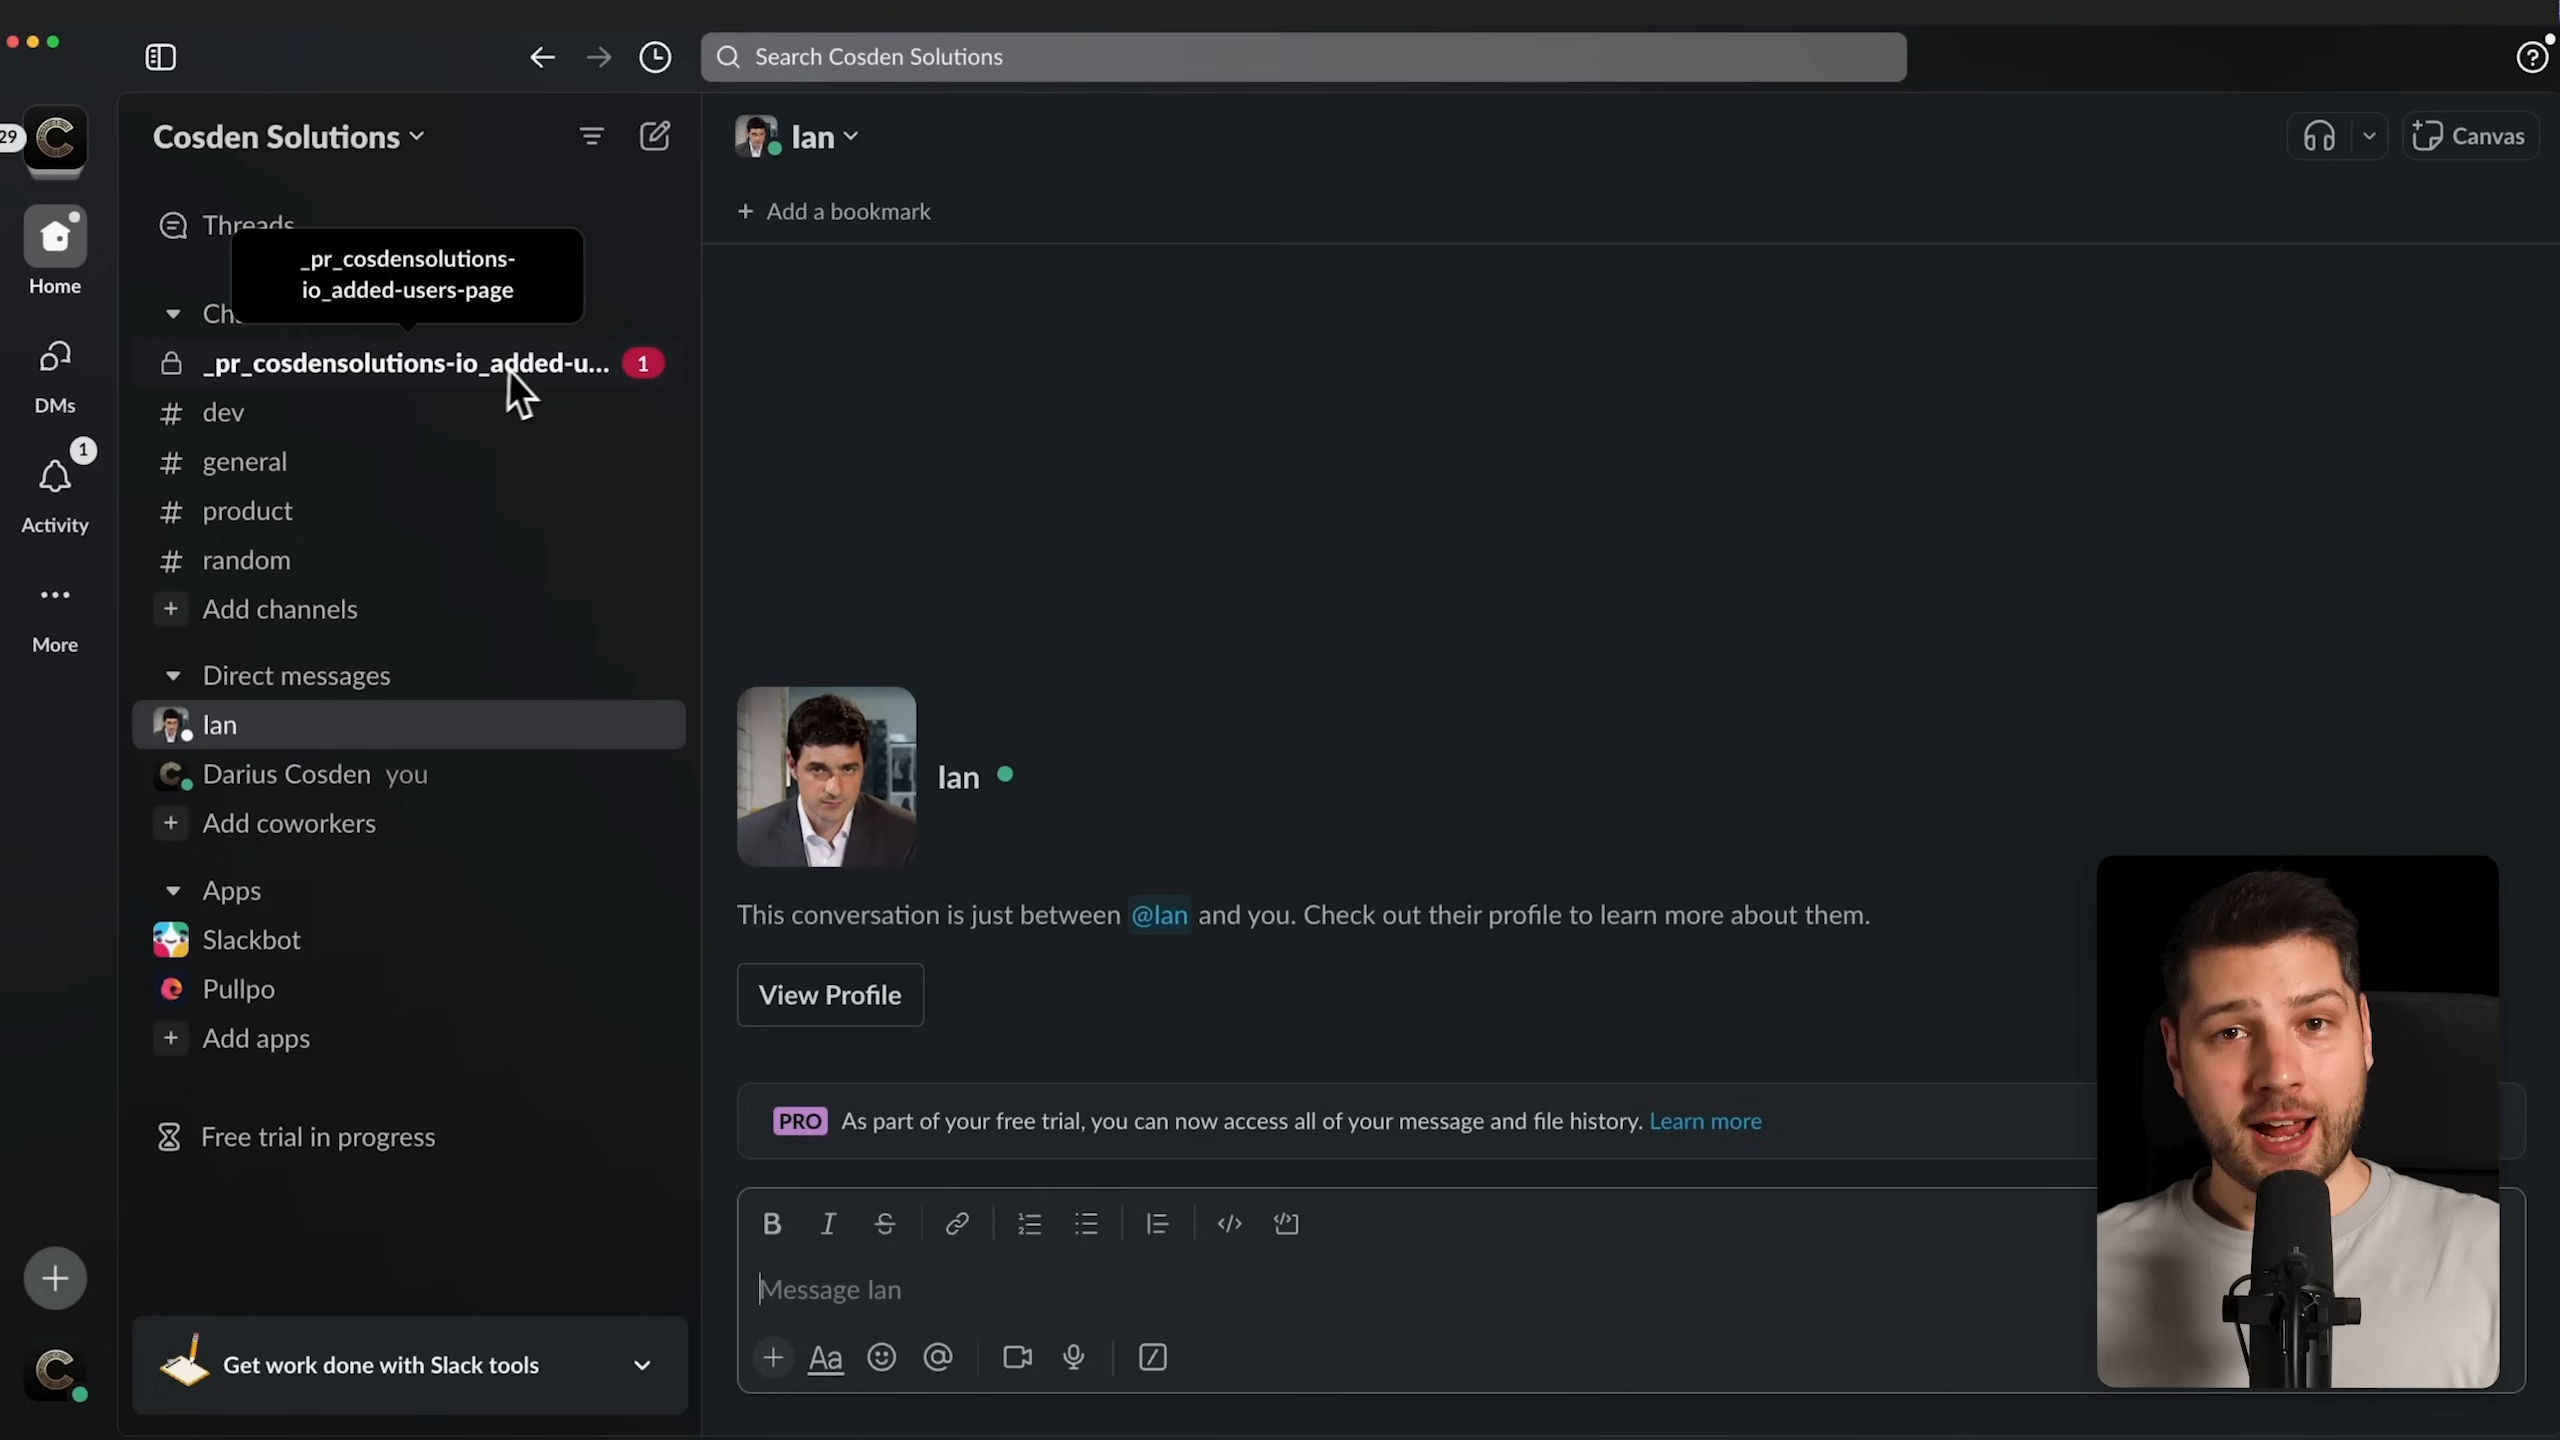 Search Cosden Solutions
29
Cosden Solutions
Ian
Canvas
Add a bookmark
Threads
_pr_cosdensolutions-
io_added-users-page
Home
_pr_cosdensolutions-io_added-u...
1
DMs
dev
general
1
Activity
product
random
Add channels
More
Direct messages
Ian
Darius Cosden you
Add coworkers
Ian
Apps
Slackbot
Pullpo
Add apps
This conversation is just between @Ian and you. Check out their profile to learn more about them.
View Profile
Free trial in progress
PRO As part of your free trial, you can now access all of your message and file history. Learn more
Message Ian
Get work done with Slack tools